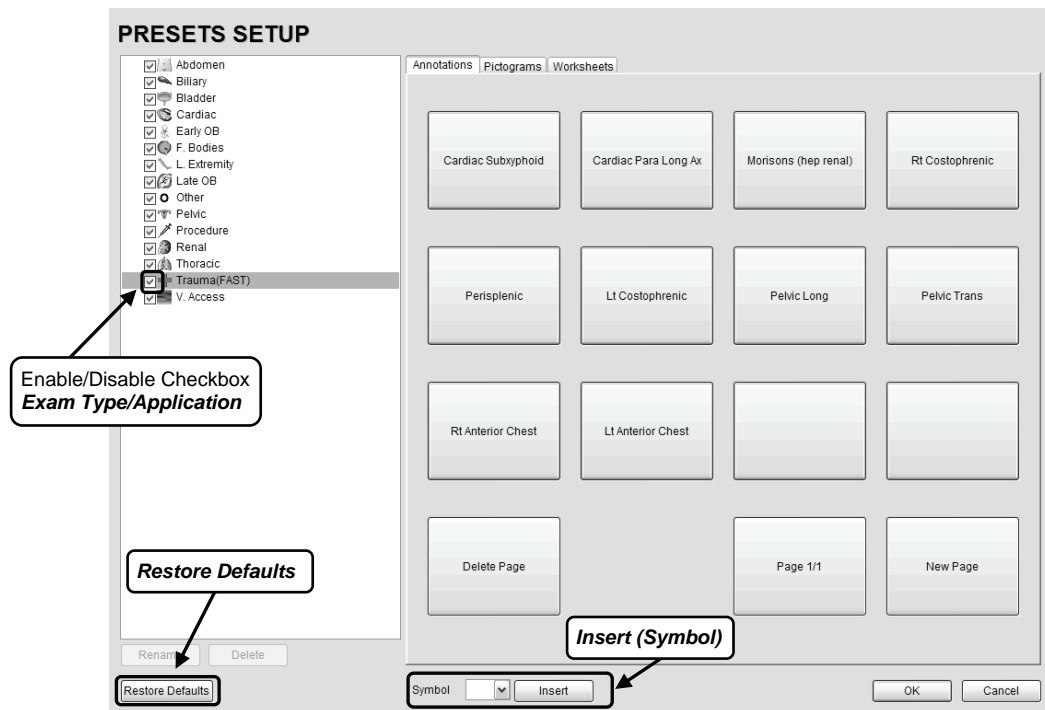 PRESETS SETUP
Abdomen
Biliary
Bladder
Cardiac
Early OB
F. Bodies
L. Extremity
Late OB
Other
Pelvic
Procedure
Renal
Thoracic
Trauma(FAST)
V. Access
Enable/Disable Checkbox
Exam Type/Application
Restore Defaults
Rename Delete
Restore Defaults
Annotations Pictograms Worksheets
Cardiac Subxyphoid Cardiac Para Long Ax Morisons (hep renal) Rt Costophrenic
Perisplenic Lt Costophrenic Pelvic Long Pelvic Trans
Rt Anterior Chest Lt Anterior Chest
Delete Page Page 1/1 New Page
Insert (Symbol)
Symbol Insert OK Cancel